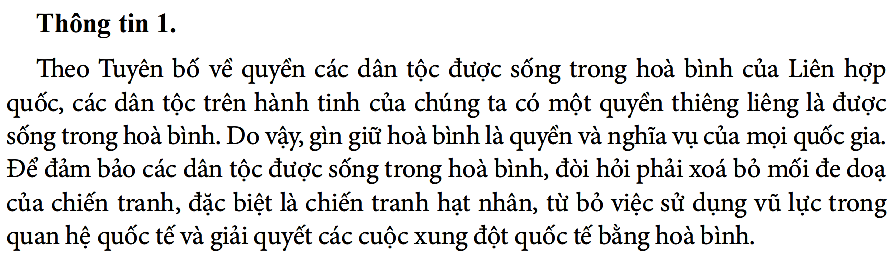 Thông tin 1.
Theo Tuyên bố về quyền các dân tộc được sống trong hoà bình của Liên hợp
quốc, các dân tộc trên hành tinh của chúng ta có một quyền thiêng liêng là được
sống trong hoà bình. Do vậy, gìn giữ hoà bình là quyền và nghĩa vụ của mọi quốc gia.
Để đảm bảo các dân tộc được sống trong hoà bình, đòi hỏi phải xoá bỏ mối đe doạ
của chiến tranh, đặc biệt là chiến tranh hạt nhân, từ bỏ việc sử dụng vũ lực trong
quan hệ quốc tế và giải quyết các cuộc xung đột quốc tế bằng hoà bình.